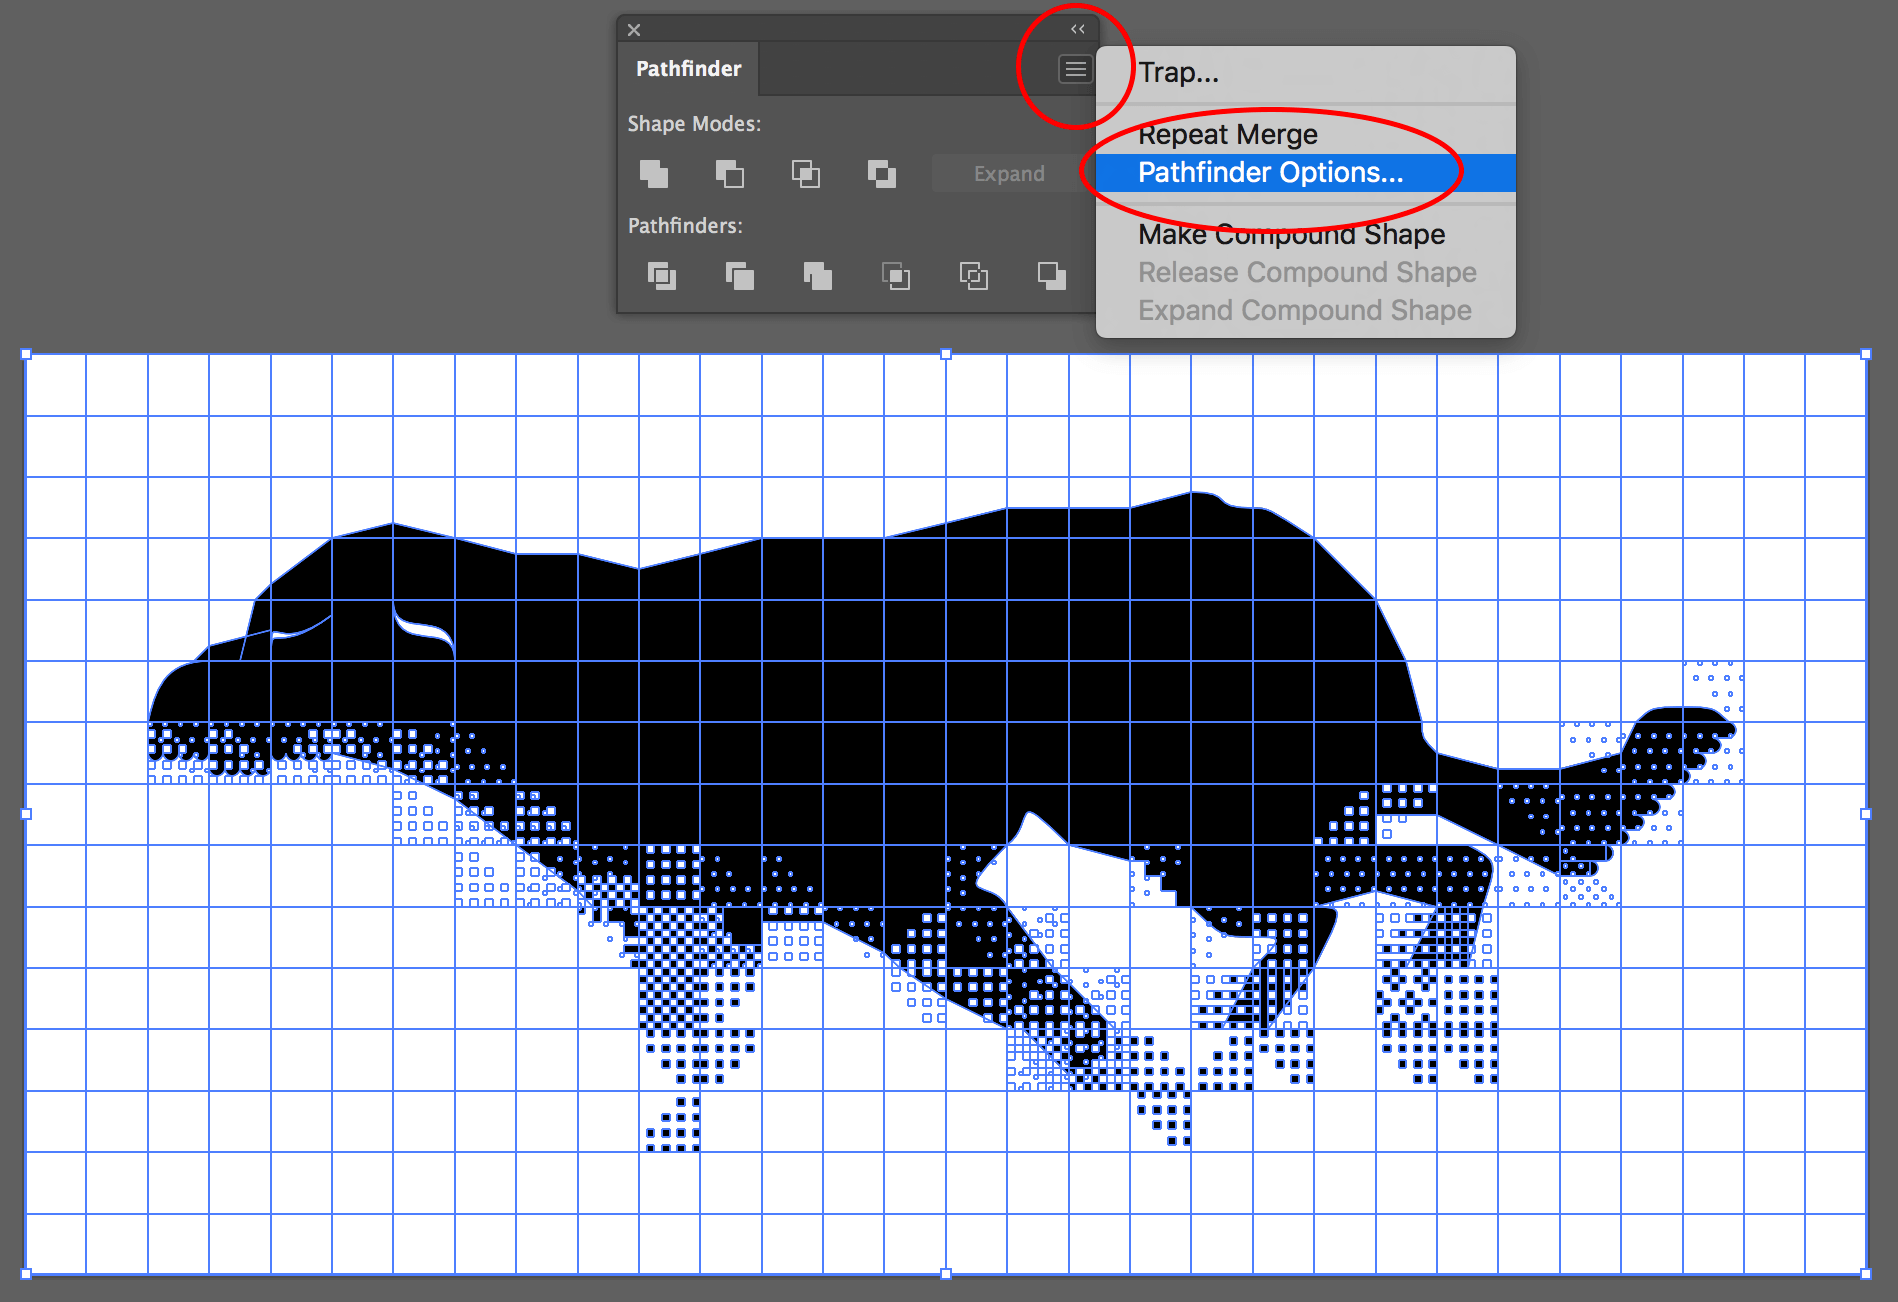 Pathfinder
Shape Modes:
Expand
Pathfinders:
Trap...
Repeat Merge
Pathfinder Options...
Make Compound Shape
Release Compound Shape
Expand Compound Shape